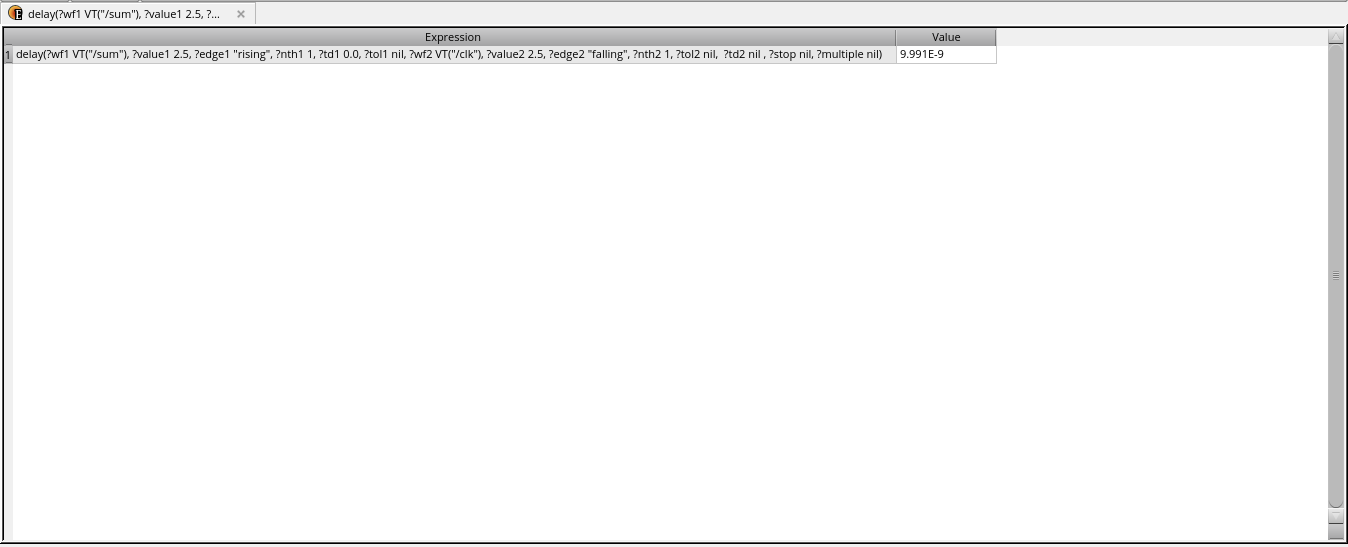 delay(?wf1 VT("/sum"), ?value1 2.5, ?...
Expression Value
1 delay(?wf1 VT("/sum"), ?value1 2.5, ?edge1 "rising", ?nth1 1, ?td1 0.0, ?tol1 nil, ?wf2 VT("/clk"), ?value2 2.5, ?edge2 "falling", ?nth2 1, ?tol2 nil,  ?td2 nil , ?stop nil, ?multiple nil) 9.991E-9